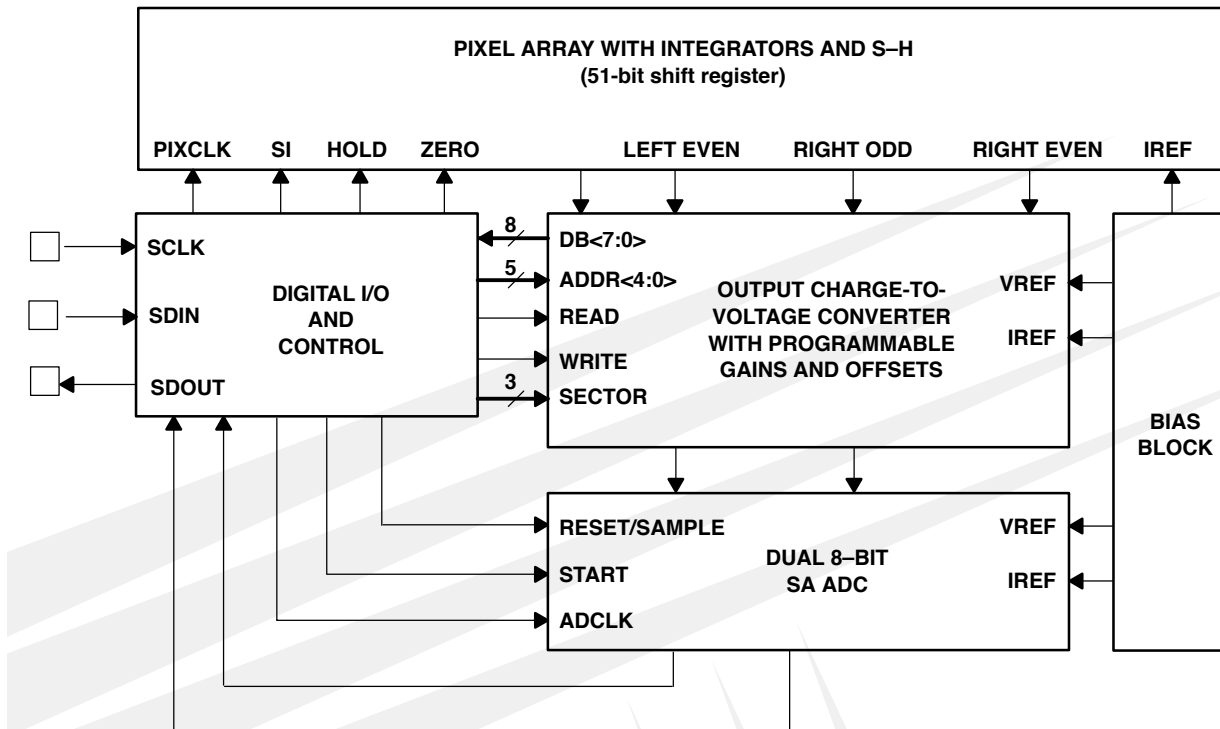 PIXEL ARRAY WITH INTEGRATORS AND S–H
(51-bit shift register)
PIXCLK SI HOLD ZERO LEFT EVEN RIGHT ODD RIGHT EVEN IREF
SCLK
SDIN
SDOUT
DIGITAL I/O
AND
CONTROL
8
5
3
DB<7:0>
ADDR<4:0>
READ
WRITE
SECTOR
OUTPUT CHARGE-TO-
VOLTAGE CONVERTER
WITH PROGRAMMABLE
GAINS AND OFFSETS
VREF
IREF
BIAS
BLOCK
RESET/SAMPLE
START
ADCLK
DUAL 8–BIT
SA ADC
VREF
IREF